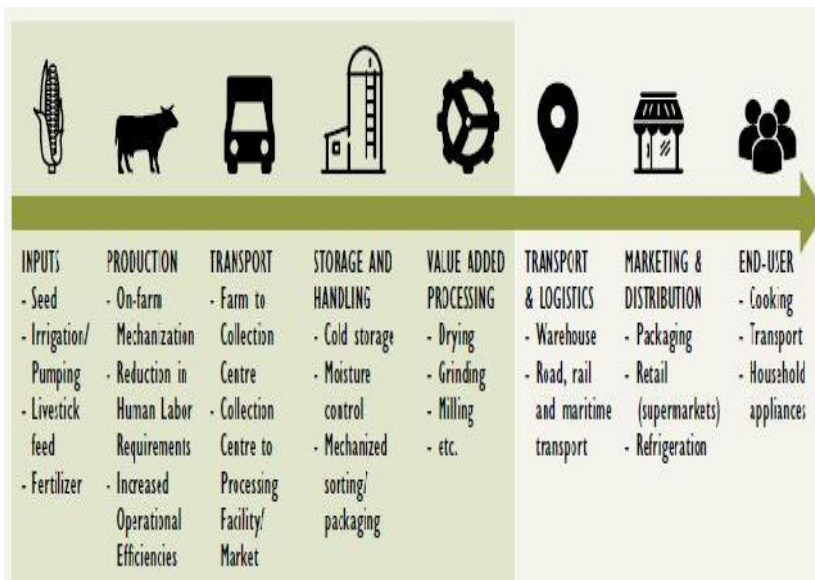 INPUTS
- Seed
- Irrigation/
Pumping
- Livestick
feed
- Fertilizer
PRODUCTION
- On-farm
Mechanization
- Reduction in
Human Labor
Requirements
- Increased
Operational
Efficiencies
TRANSPORT
- Farm to
Collection
Centre
- Collection
Centre to
Processing
Facility/
Market
STORAGE AND
HANDLING
- Cold storage
- Moisture
control
- Mechanized
sorting/
packaging
VALUE ADDED
PROCESSING
- Drying
- Grinding
- Milling
- etc.
TRANSPORT
& LOGISTICS
- Warehouse
- Road, rail
and maritime
transport
MARKETING &
DISTRIBUTION
- Packaging
- Retail
(supermarkets)
- Refrigeration
END-USER
- Cooking
- Transport
- Household
appliances